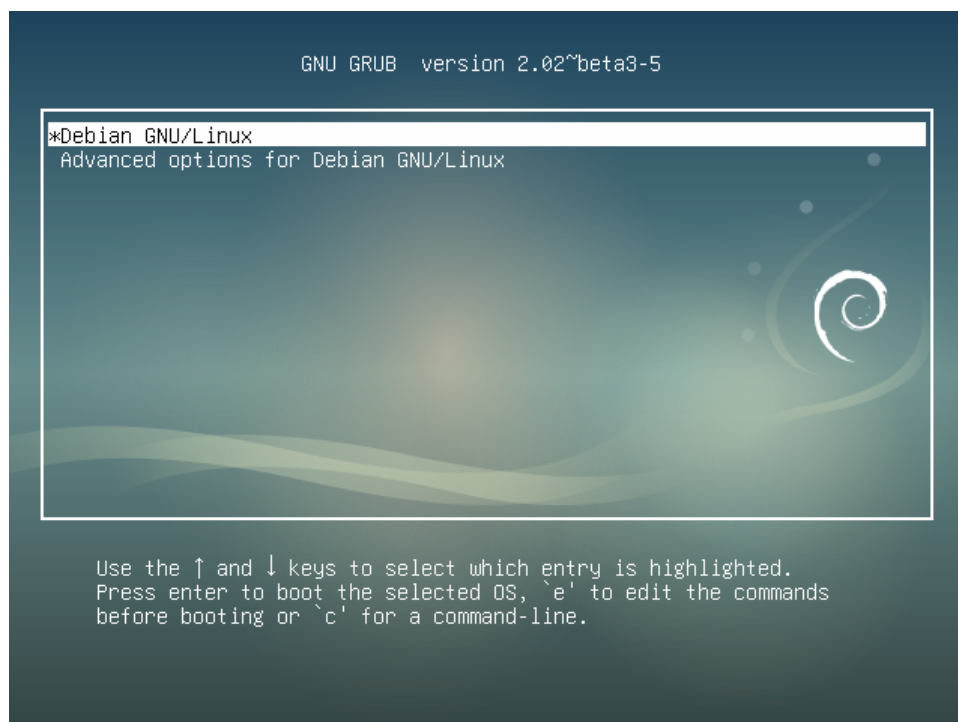 GNU GRUB  version 2.02~beta3-5
*Debian GNU/Linux
Advanced options for Debian GNU/Linux
Use the ↑ and ↓ keys to select which entry is highlighted.
Press enter to boot the selected OS, `e' to edit the commands
before booting or `c' for a command-line.